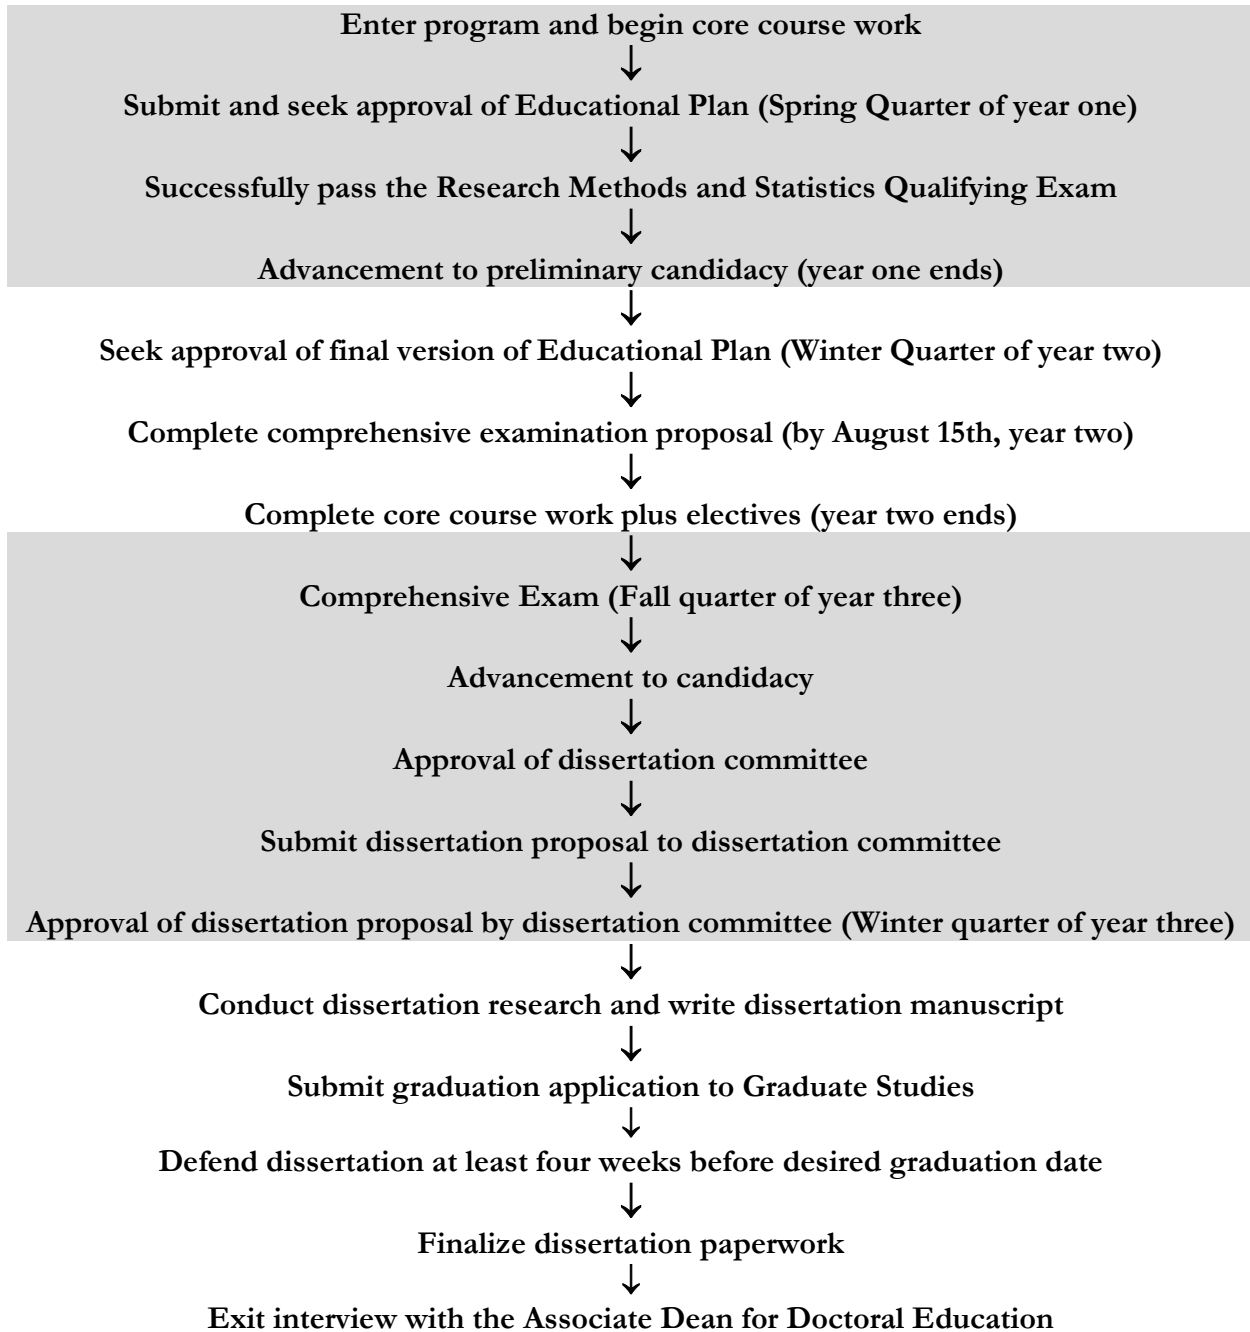 Enter program and begin core course work
Submit and seek approval of Educational Plan (Spring Quarter of year one)
Successfully pass the Research Methods and Statistics Qualifying Exam
Advancement to preliminary candidacy (year one ends)
Seek approval of final version of Educational Plan (Winter Quarter of year two)
Complete comprehensive examination proposal (by August 15th, year two)
Complete core course work plus electives (year two ends)
Comprehensive Exam (Fall quarter of year three)
Advancement to candidacy
Approval of dissertation committee
Submit dissertation proposal to dissertation committee
Approval of dissertation proposal by dissertation committee (Winter quarter of year three)
Conduct dissertation research and write dissertation manuscript
Submit graduation application to Graduate Studies
Defend dissertation at least four weeks before desired graduation date
Finalize dissertation paperwork
Exit interview with the Associate Dean for Doctoral Education